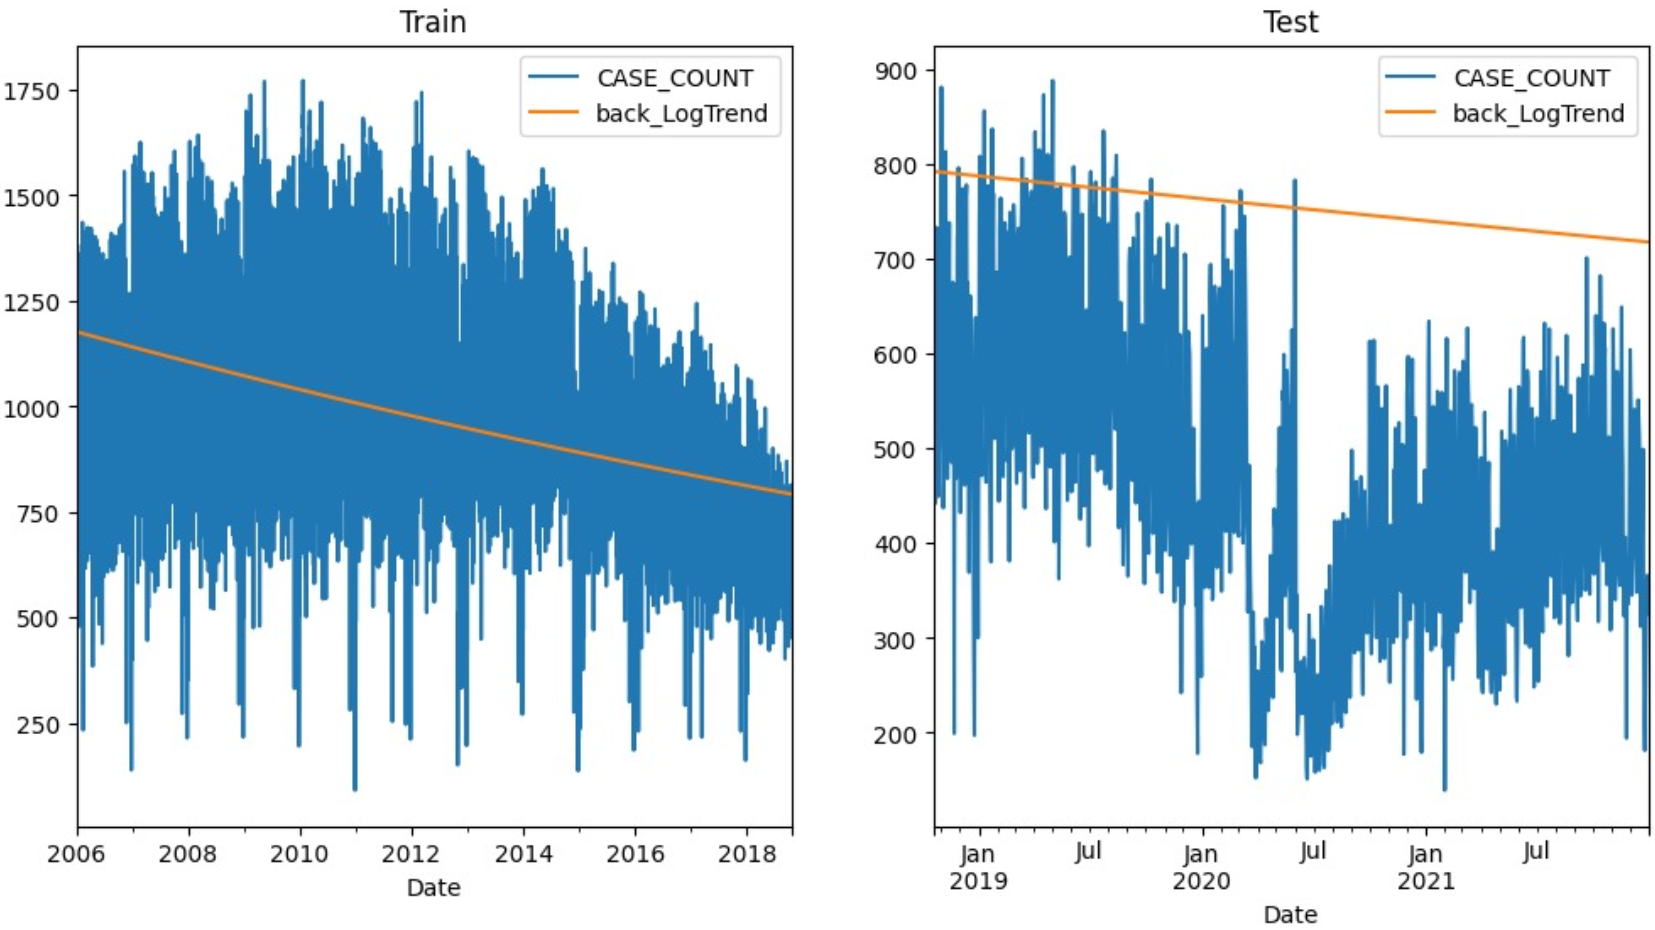 Train
CASE_COUNT
back_LogTrend
1750
1500
1250
1000
750
500
250
2006 2008 2010 2012 2014 2016 2018
Date
Test
CASE_COUNT
back_LogTrend
900
800
700
600
500
400
300
200
Jan Jul Jan Jul Jan Jul
2019 2020 2021
Date